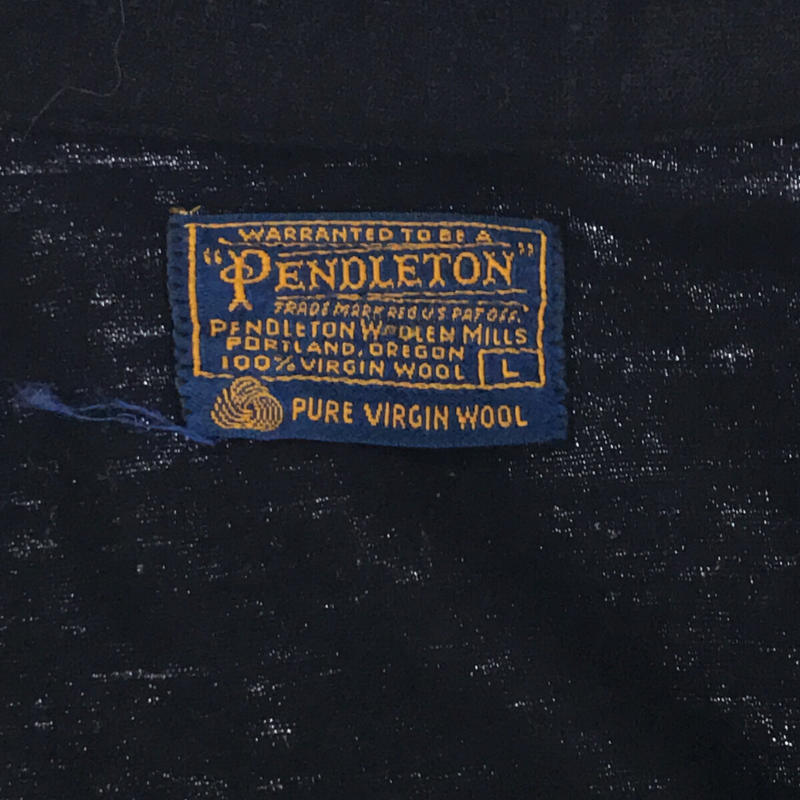 WARRANTED TO BE A
"PENDLETON"
TRADE MARK REG U.S. PAT. OFF.
PENDLETON WOOLEN MILLS
PORTLAND, OREGON
100% VIRGIN WOOL L
PURE VIRGIN WOOL